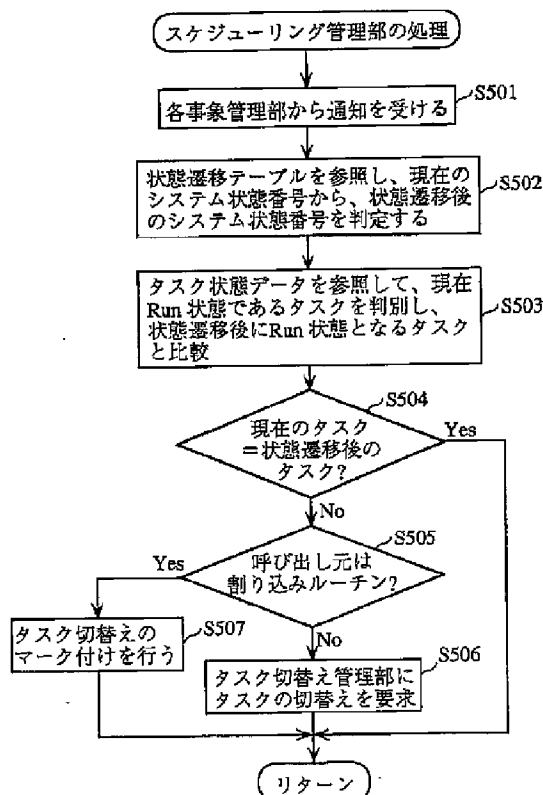 スケジューリング管理部の処理
S501
各事象管理部から通知を受ける
S502
状態遷移テーブルを参照し、現在の
システム状態番号から、状態遷移後
のシステム状態番号を判定する
タスク状態データを参照して、現在
Run 状態であるタスクを判別し、
状態遷移後にRun 状態となるタスク
と比較
S503
S504
現在のタスク
=状態遷移後の
タスク?
Yes
No
S505
Yes
呼び出し元は
割り込みルーチン?
S507
タスク切替えの
マーク付けを行う
No
S506
タスク切替え管理部に
タスクの切替えを要求
リターン